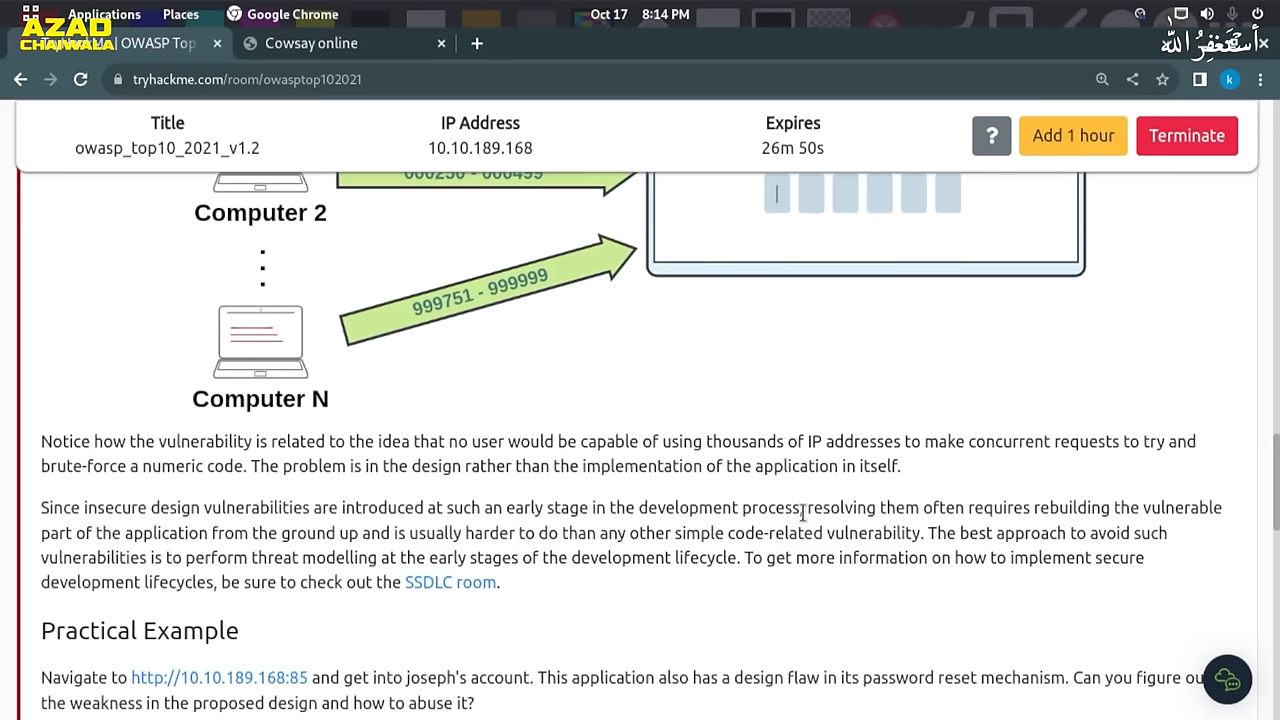 Applications Places Google Chrome Oct 17 8:14 PM
AZAD
CHAIWALA
OWASP Top
Cowsay online
أستغفر الله
tryhackme.com/room/owasptop102021
k
Title
IP Address
Expires
owasp_top10_2021_v1.2
10.10.189.168
26m 50s
?
Add 1 hour
Terminate
000250 - 000499
Computer 2
999751 - 999999
Computer N
Notice how the vulnerability is related to the idea that no user would be capable of using thousands of IP addresses to make concurrent requests to try and
brute-force a numeric code. The problem is in the design rather than the implementation of the application in itself.
Since insecure design vulnerabilities are introduced at such an early stage in the development process, resolving them often requires rebuilding the vulnerable
part of the application from the ground up and is usually harder to do than any other simple code-related vulnerability. The best approach to avoid such
vulnerabilities is to perform threat modelling at the early stages of the development lifecycle. To get more information on how to implement secure
development lifecycles, be sure to check out the SSDLC room.
Practical Example
Navigate to http://10.10.189.168:85 and get into joseph's account. This application also has a design flaw in its password reset mechanism. Can you figure ou
the weakness in the proposed design and how to abuse it?